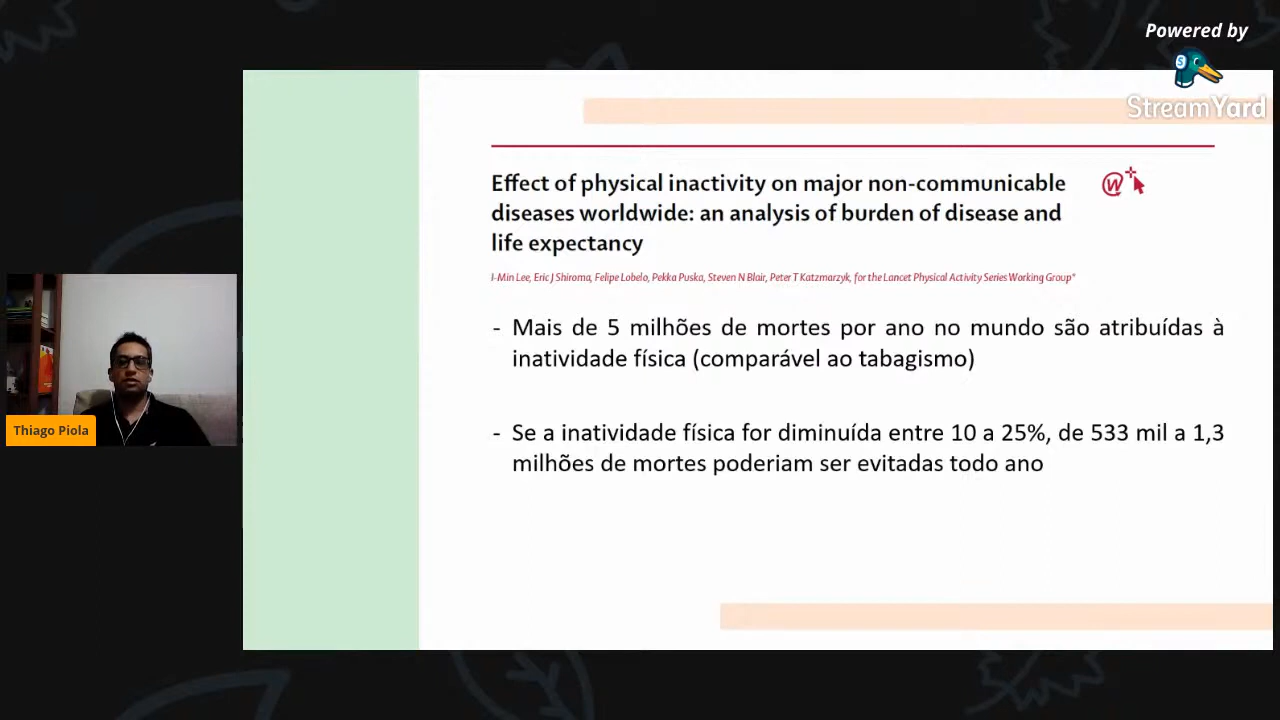 Powered by
StreamYard
Effect of physical inactivity on major non-communicable
diseases worldwide: an analysis of burden of disease and
life expectancy
I-Min Lee, Eric J Shiroma, Felipe Lobelo, Pekka Puska, Steven N Blair, Peter T Katzmarzyk, for the Lancet Physical Activity Series Working Group*
- Mais de 5 milhões de mortes por ano no mundo são atribuídas à
inatividade física (comparável ao tabagismo)
- Se a inatividade física for diminuída entre 10 a 25%, de 533 mil a 1,3
milhões de mortes poderiam ser evitadas todo ano
Thiago Piola